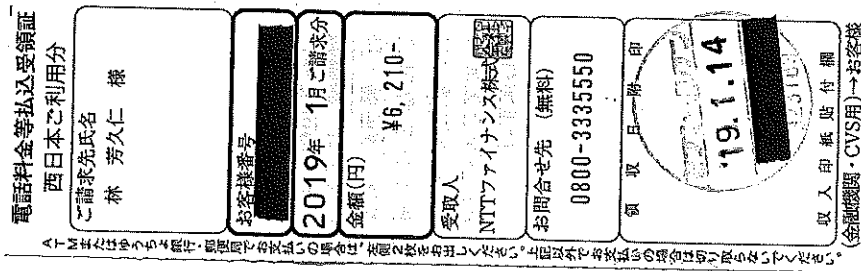 電話料金等払込受領証
西日本ご利用分
ご請求先氏名
林 芳久仁 様
お客様番号
2019年 1月ご請求分
金額(円)
¥6,210-
受取人
NTTファイナンス株式会社
お問合せ先 (無料)
0800-3335550
領収日附印
'19.1.14
収入印紙貼付欄
(金融機関・CVS用)→お客様
ATMまたはゆうちょ銀行・郵便局でお支払いの場合は、左側2枚をお出しください。上記以外でお支払いの場合は切り取らないでください。